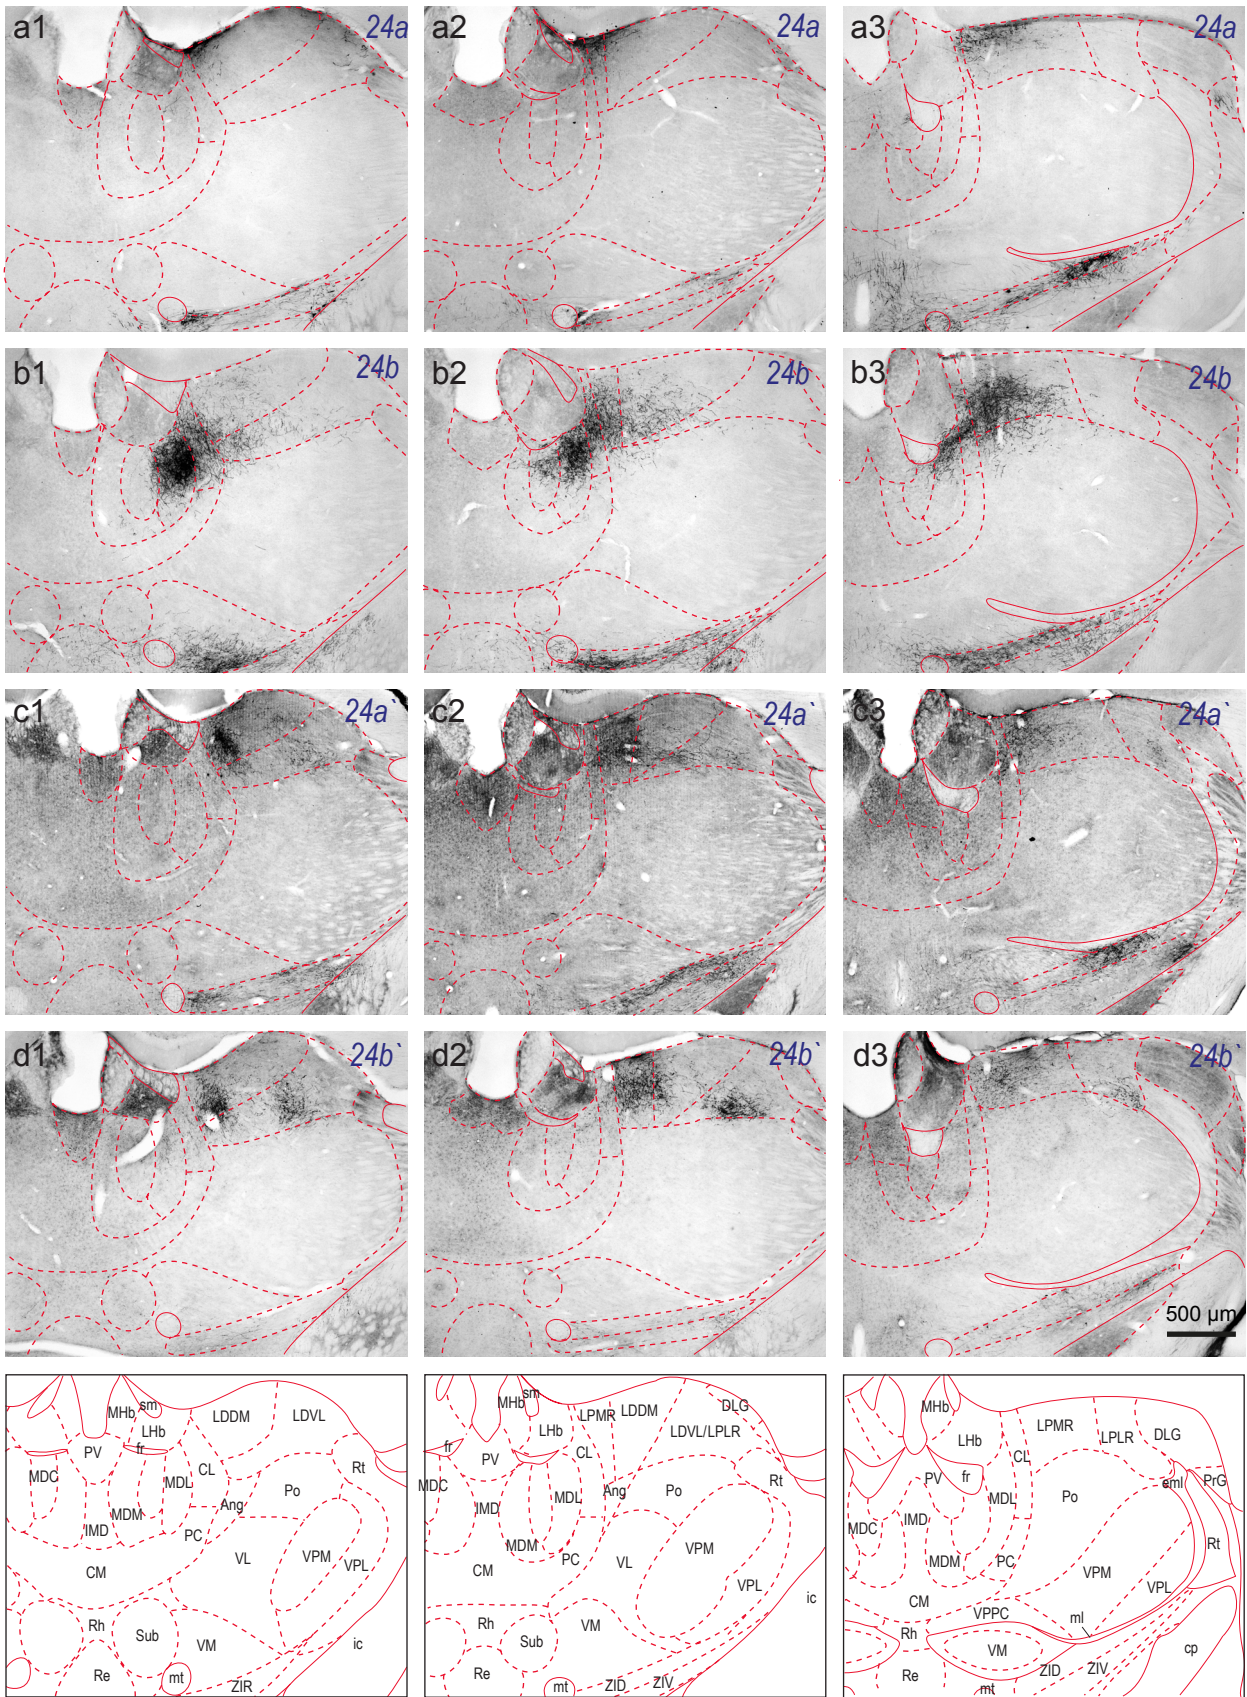 a1 24a
a2 24a
a3 24a
b1 24b
b2 24b
b3 24b
c1 24a`
c2 24a`
c3 24a`
d1 24b`
d2 24b`
d3 24b`
500 µm
MHb sm LDDM LDVL
LHb
PV fr
MDC MDL CL Rt
Ang Po
IMD MDM PC
VL VPM
CM VPL
Rh Sub VM ic
Re mt
ZIR
MHb sm LPMR LDDM DLG
LHb LDVL/LPLR
fr PV CL
MDC Rt
IMD MDL Ang Po
MDM PC VL VPM
CM VPL
ic
Rh Sub VM
Re
mt ZID ZIV
MHb LPMR
LHb CL LPLR DLG
PV fr eml PrG
MDL Po
MDC IMD Rt
MDM PC VPM VPL
CM VPPC ml
Rh VM cp
Re ZID ZIV
mt